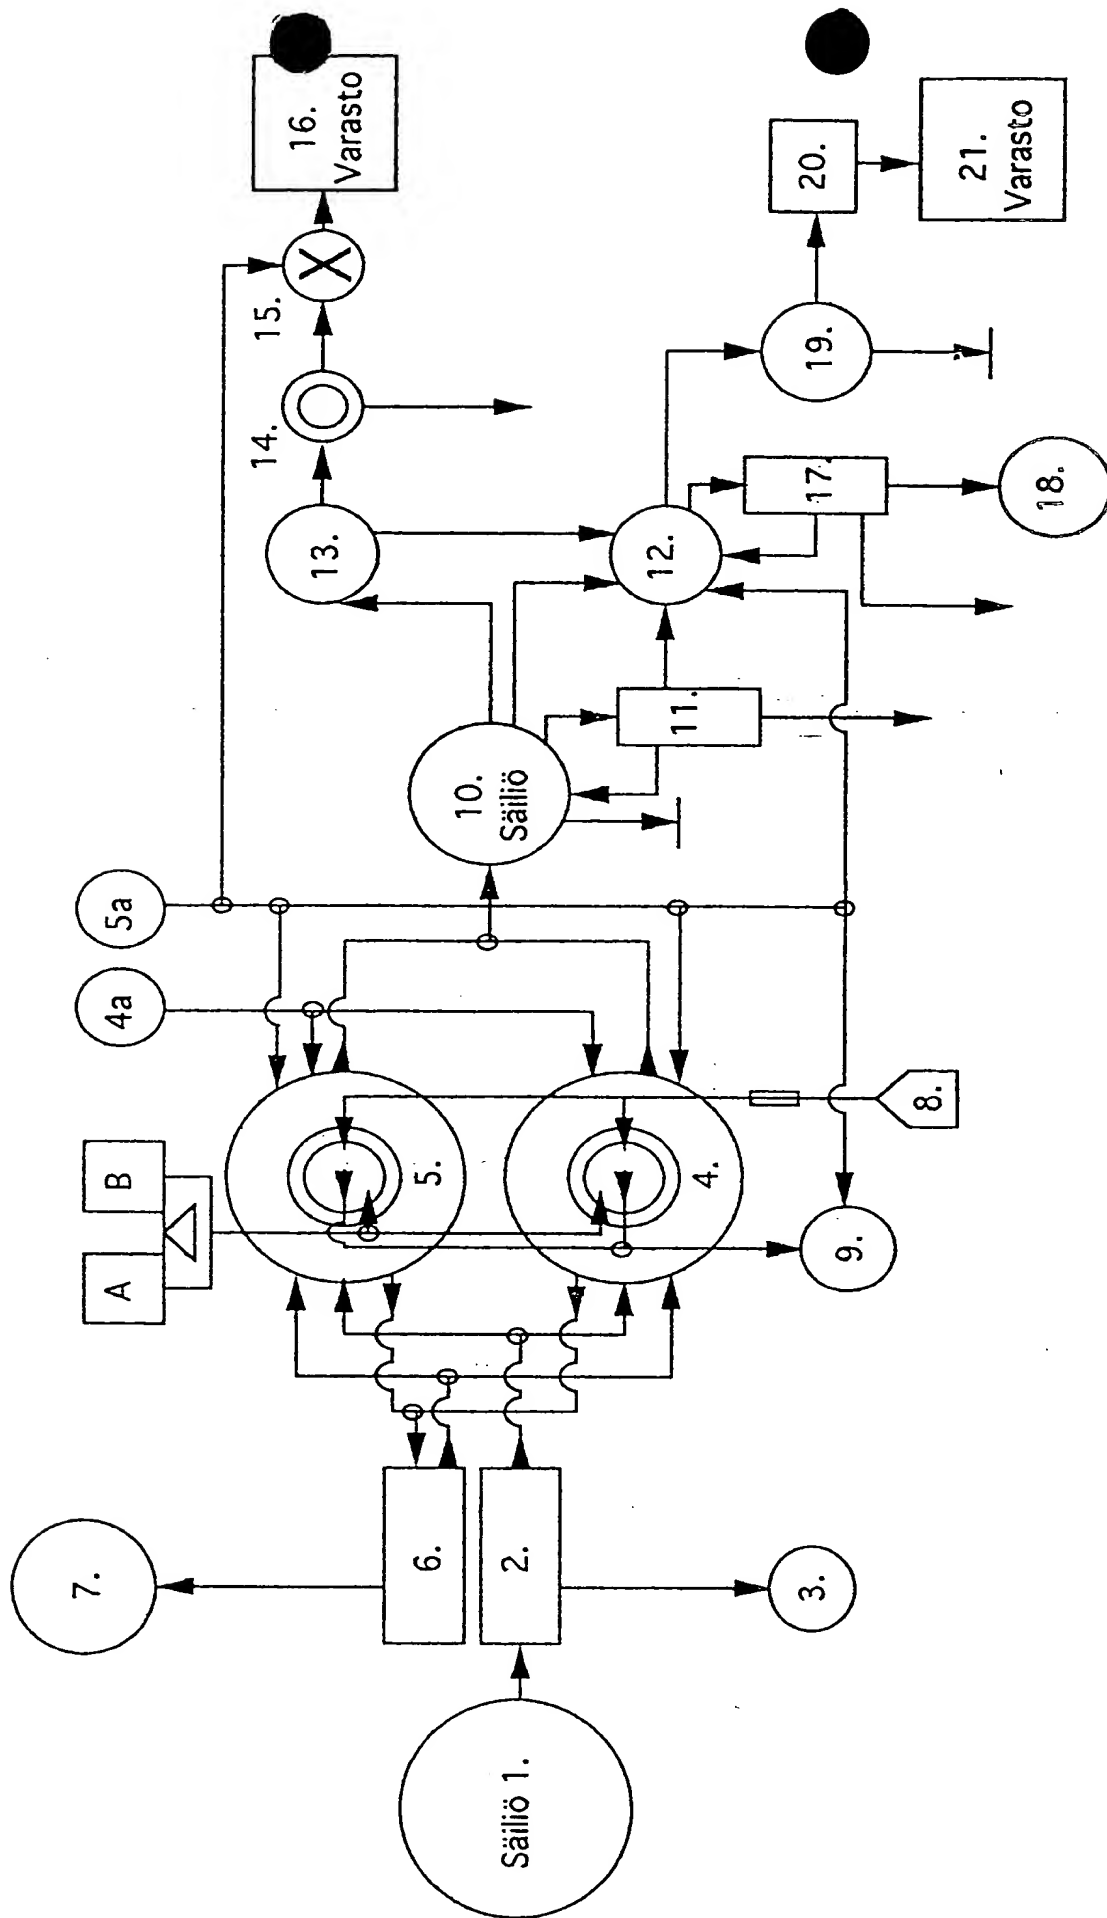 Säiliö 1.
2.
3.
6.
7.
A
B
5.
4.
4a
5a
8.
9.
10.
Säiliö
11.
12.
13.
14.
15.
16.
Varasto
17.
18.
19.
20.
21.
Varasto